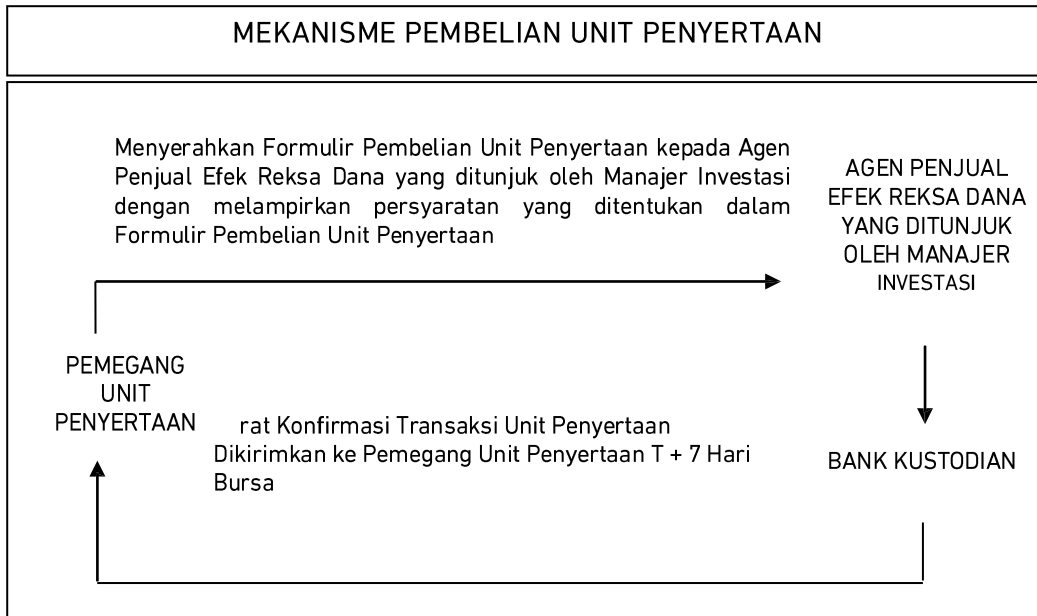 MEKANISME PEMBELIAN UNIT PENYERTAAN
Menyerahkan Formulir Pembelian Unit Penyertaan kepada Agen
Penjual Efek Reksa Dana yang ditunjuk oleh Manajer Investasi
dengan melampirkan persyaratan yang ditentukan dalam
Formulir Pembelian Unit Penyertaan
AGEN PENJUAL
EFEK REKSA DANA
YANG DITUNJUK
OLEH MANAJER
INVESTASI
PEMEGANG
UNIT
PENYERTAAN
rat Konfirmasi Transaksi Unit Penyertaan
Dikirimkan ke Pemegang Unit Penyertaan T + 7 Hari
Bursa
BANK KUSTODIAN